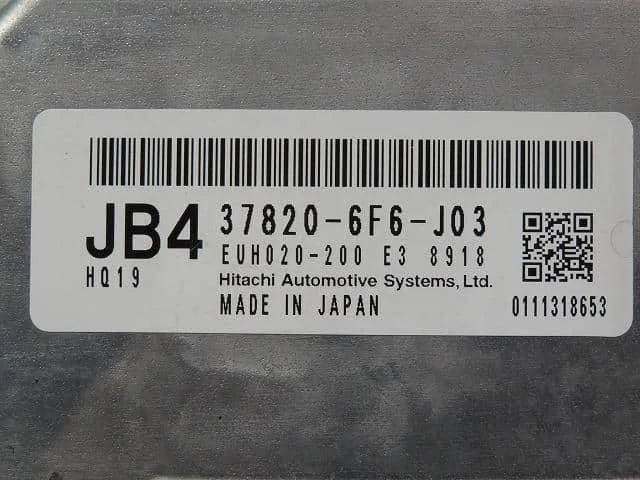 JB4 37820-6F6-J03
EUH020-200 E3 8918
HQ19 Hitachi Automotive Systems, Ltd.
MADE IN JAPAN 0111318653